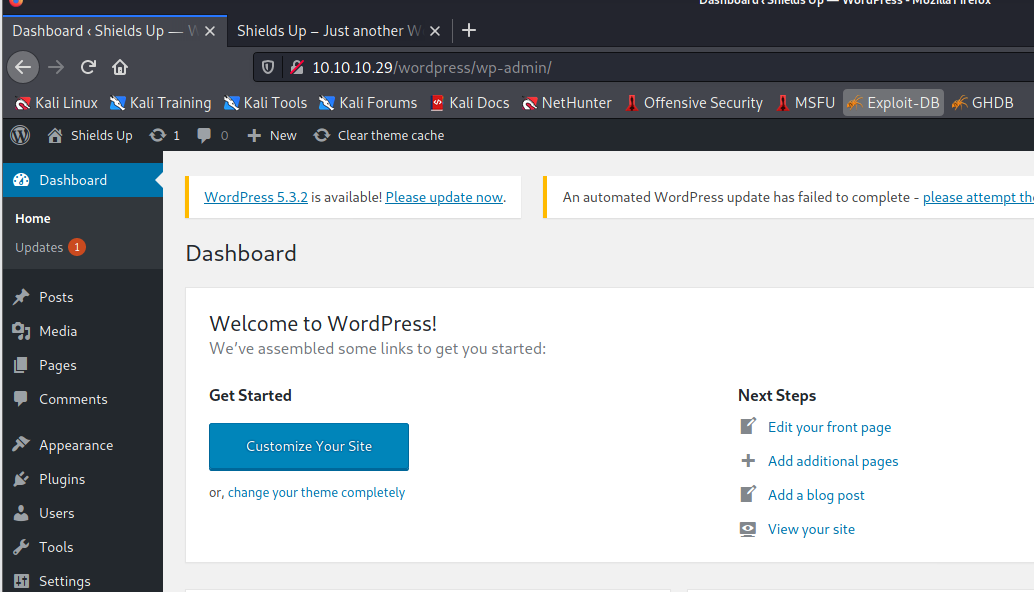 Dashboard ‹ Shields Up — WordPress - Mozilla Firefox
Dashboard ‹ Shields Up — W
Shields Up – Just another W
10.10.10.29/wordpress/wp-admin/
Kali Linux Kali Training Kali Tools Kali Forums Kali Docs NetHunter Offensive Security MSFU Exploit-DB GHDB
Shields Up 1 0 New Clear theme cache
Dashboard
Home
Updates 1
Posts
Media
Pages
Comments
Appearance
Plugins
Users
Tools
Settings
WordPress 5.3.2 is available! Please update now.
An automated WordPress update has failed to complete - please attempt the
Dashboard
Welcome to WordPress!
We've assembled some links to get you started:
Get Started
Customize Your Site
or, change your theme completely
Next Steps
Edit your front page
Add additional pages
Add a blog post
View your site